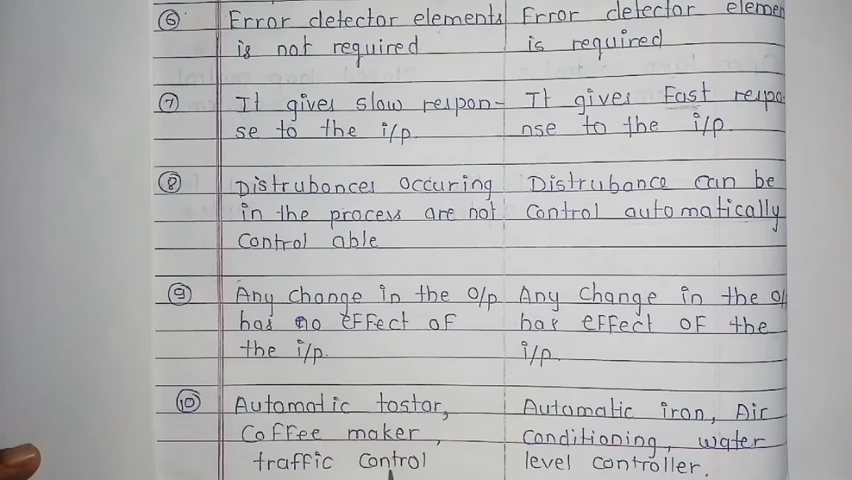 ⑥ Error detector elements Error detector elemen
is not required is required
⑦ It gives slow respon- It gives Fast respo
se to the i/p. nse to the i/p.
⑧ Distrubances occuring Distrubance can be
in the process are not control automatically
control able
⑨ Any change in the o/p Any change in the o/p
has no effect of has effect of the
the i/p. i/p.
⑩ Automatic tostar, Automatic iron, Air
Coffee maker, conditioning, water
traffic control level controller.